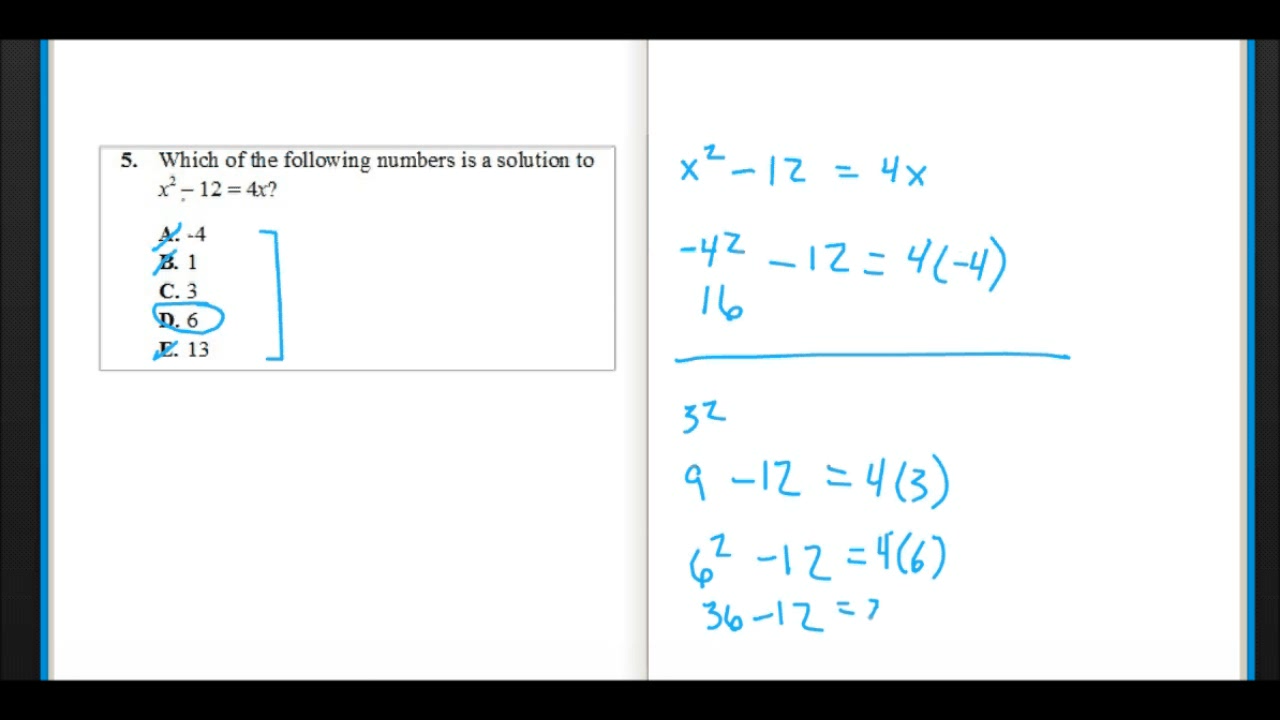 5. Which of the following numbers is a solution to
x² – 12 = 4x?
A. -4
B. 1
C. 3
D. 6
E. 13
x² – 12 = 4x
-4² – 12 = 4(-4)
16
3²
9 – 12 = 4(3)
6² – 12 = 4(6)
36 – 12 =